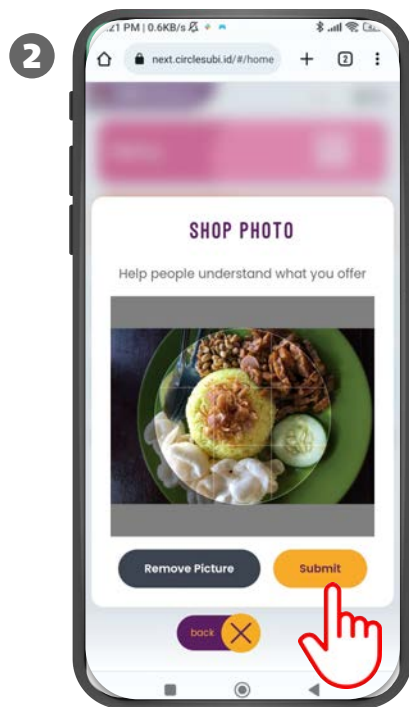 2
:21 PM | 0.6KB/s
next.circlesubi.id/#/home
2
SHOP PHOTO
Help people understand what you offer
Remove Picture
Submit
back